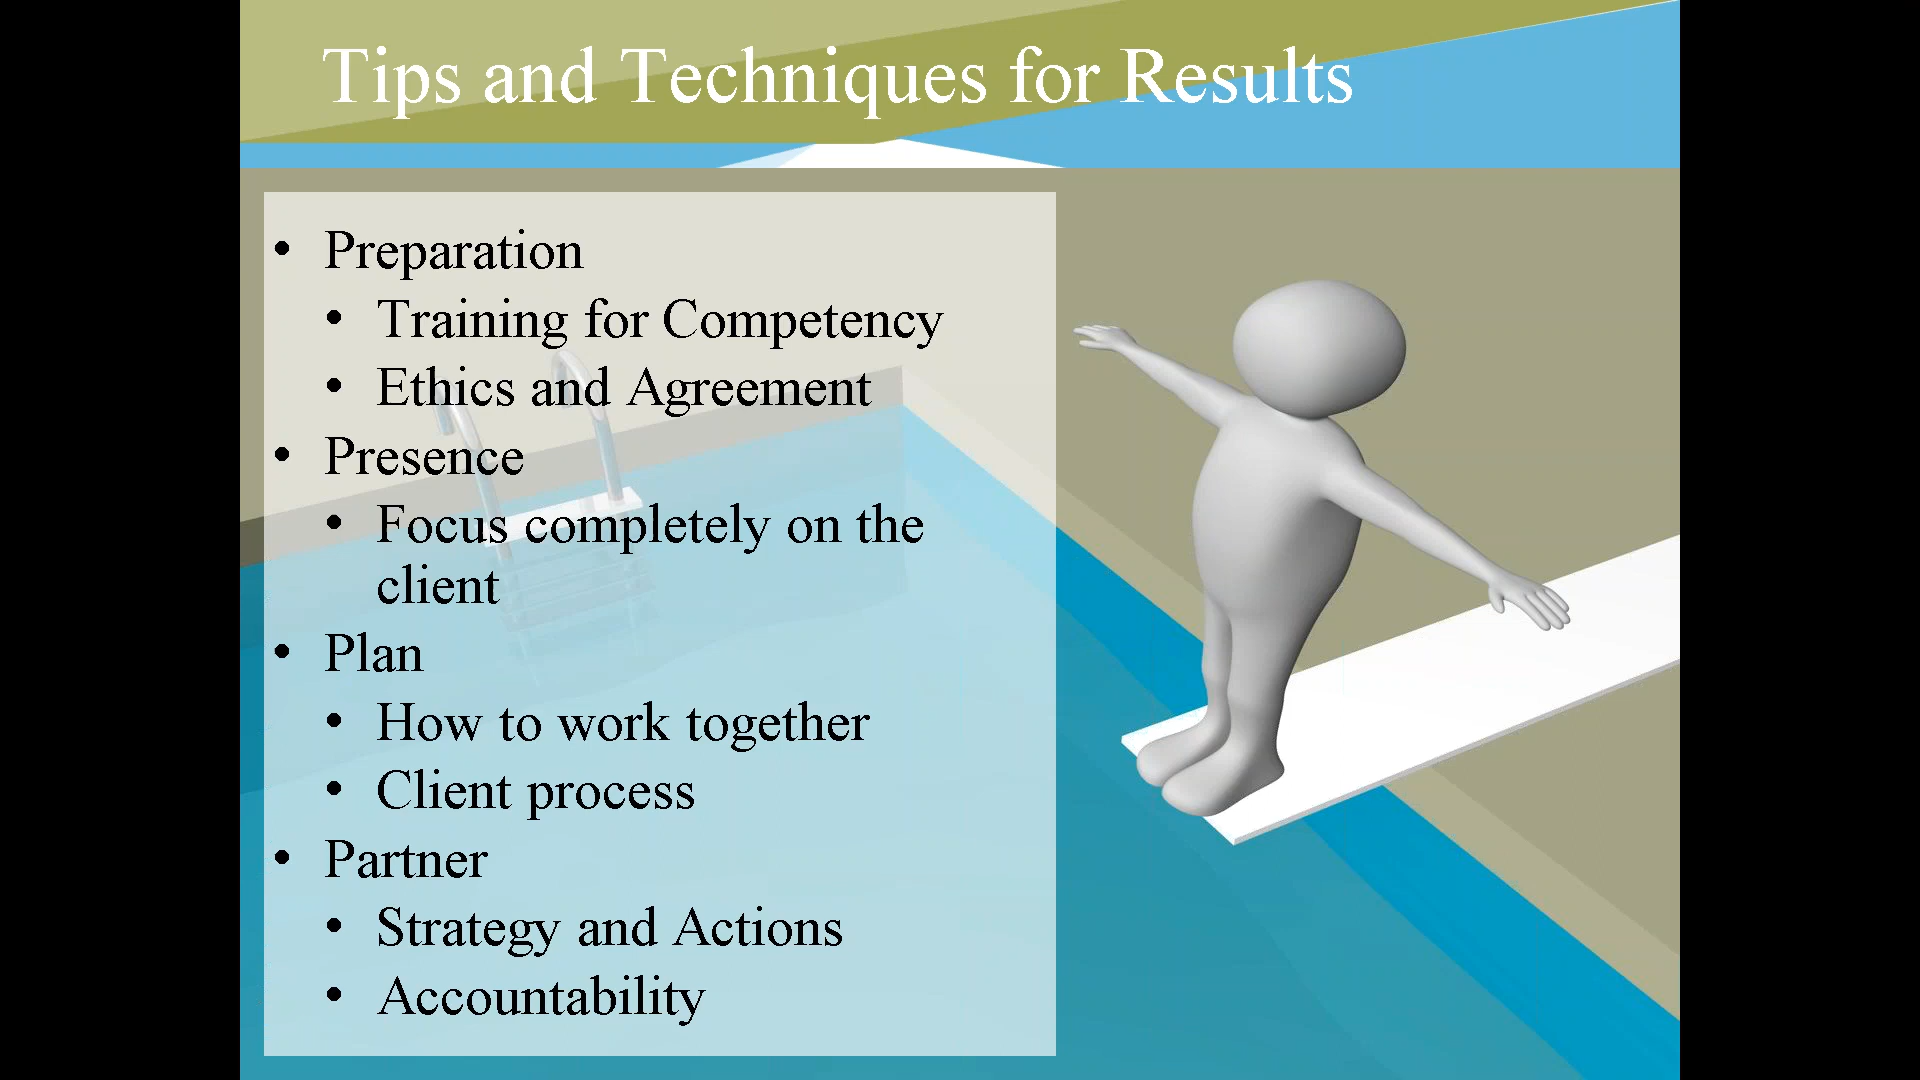 Tips and Techniques for Results
• Preparation
• Training for Competency
• Ethics and Agreement
• Presence
• Focus completely on the
client
• Plan
• How to work together
• Client process
• Partner
• Strategy and Actions
• Accountability